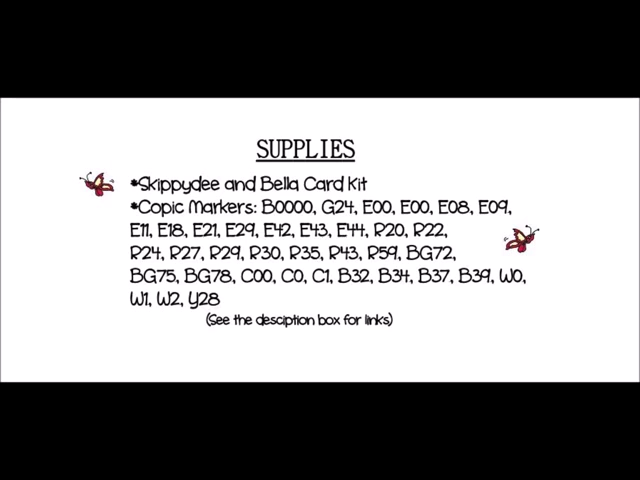 SUPPLIES
*Skippydee and Bella Card Kit
*Copic Markers: B0000, G24, E00, E00, E08, E09,
E11, E18, E21, E29, E42, E43, E44, R20, R22,
R24, R27, R29, R30, R35, R43, R59, BG72,
BG75, BG78, C00, C0, C1, B32, B34, B37, B39, W0,
W1, W2, Y28
(See the desciption box for links)